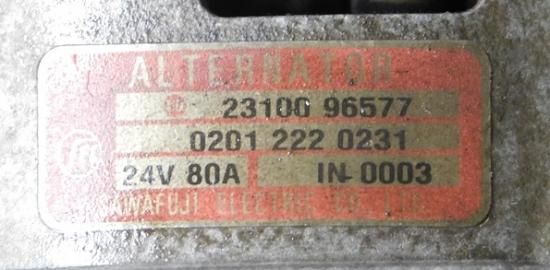 ALTERNATOR
23100 96577
0201 222 0231
24V 80A IN-0003
SAWAFUJI ELECTRIC CO. LTD.